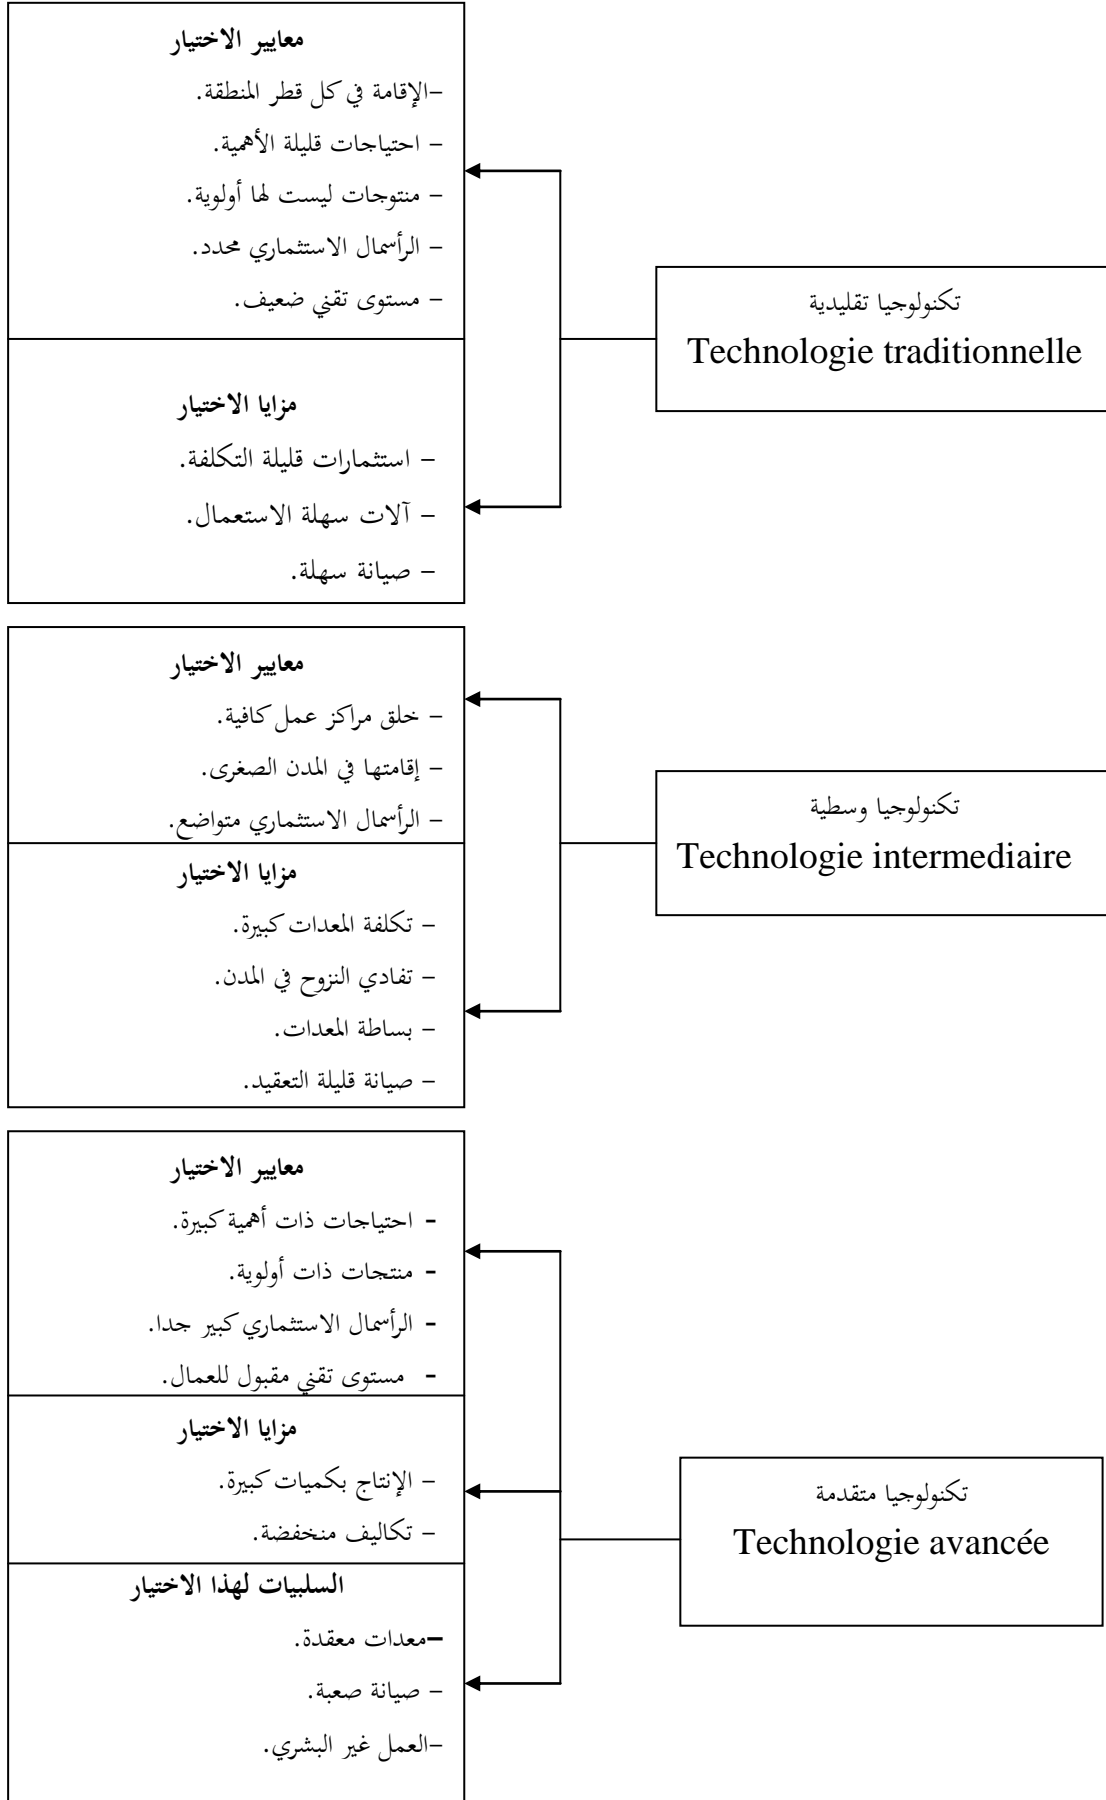 معايير الاختيار
–الإقامة في كل قطر المنطقة.
– احتياجات قليلة الأهمية.
– منتوجات ليست لها أولوية.
– الرأسمال الاستثماري محدد.
– مستوى تقني ضعيف.
مزايا الاختيار
– استثمارات قليلة التكلفة.
– آلات سهلة الاستعمال.
– صيانة سهلة.
تكنولوجيا تقليدية
Technologie traditionnelle
معايير الاختيار
– خلق مراكز عمل كافية.
– إقامتها في المدن الصغرى.
– الرأسمال الاستثماري متواضع.
مزايا الاختيار
– تكلفة المعدات كبيرة.
– تفادي النزوح في المدن.
– بساطة المعدات.
– صيانة قليلة التعقيد.
تكنولوجيا وسطية
Technologie intermediaire
معايير الاختيار
- احتياجات ذات أهمية كبيرة.
- منتجات ذات أولوية.
- الرأسمال الاستثماري كبير جدا.
- مستوى تقني مقبول للعمال.
مزايا الاختيار
– الإنتاج بكميات كبيرة.
– تكاليف منخفضة.
السلبيات لهذا الاختيار
–معدات معقدة.
– صيانة صعبة.
–العمل غير البشري.
تكنولوجيا متقدمة
Technologie avancée